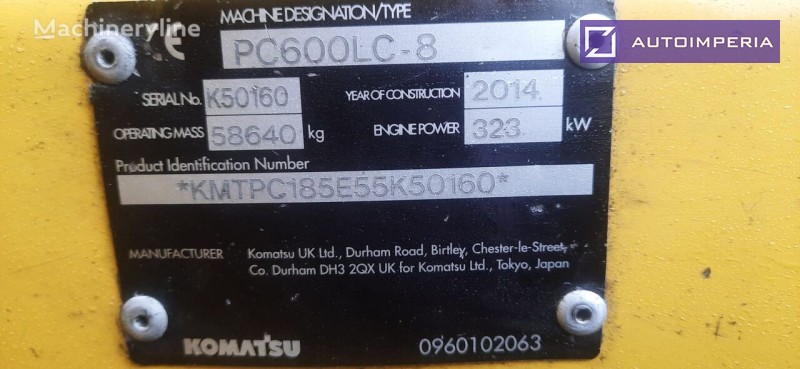 Machineryline
AUTOIMPERIA
MACHINE DESIGNATION/TYPE
CE PC600LC-8
SERIAL No. K50160 YEAR OF CONSTRUCTION 2014
OPERATING MASS 58640 kg ENGINE POWER 323 kW
Product Identification Number
*KMTPC185E55K50160*
MANUFACTURER Komatsu UK Ltd., Durham Road, Birtley, Chester-le-Street,
Co. Durham DH3 2QX UK for Komatsu Ltd., Tokyo, Japan
KOMATSU 0960102063